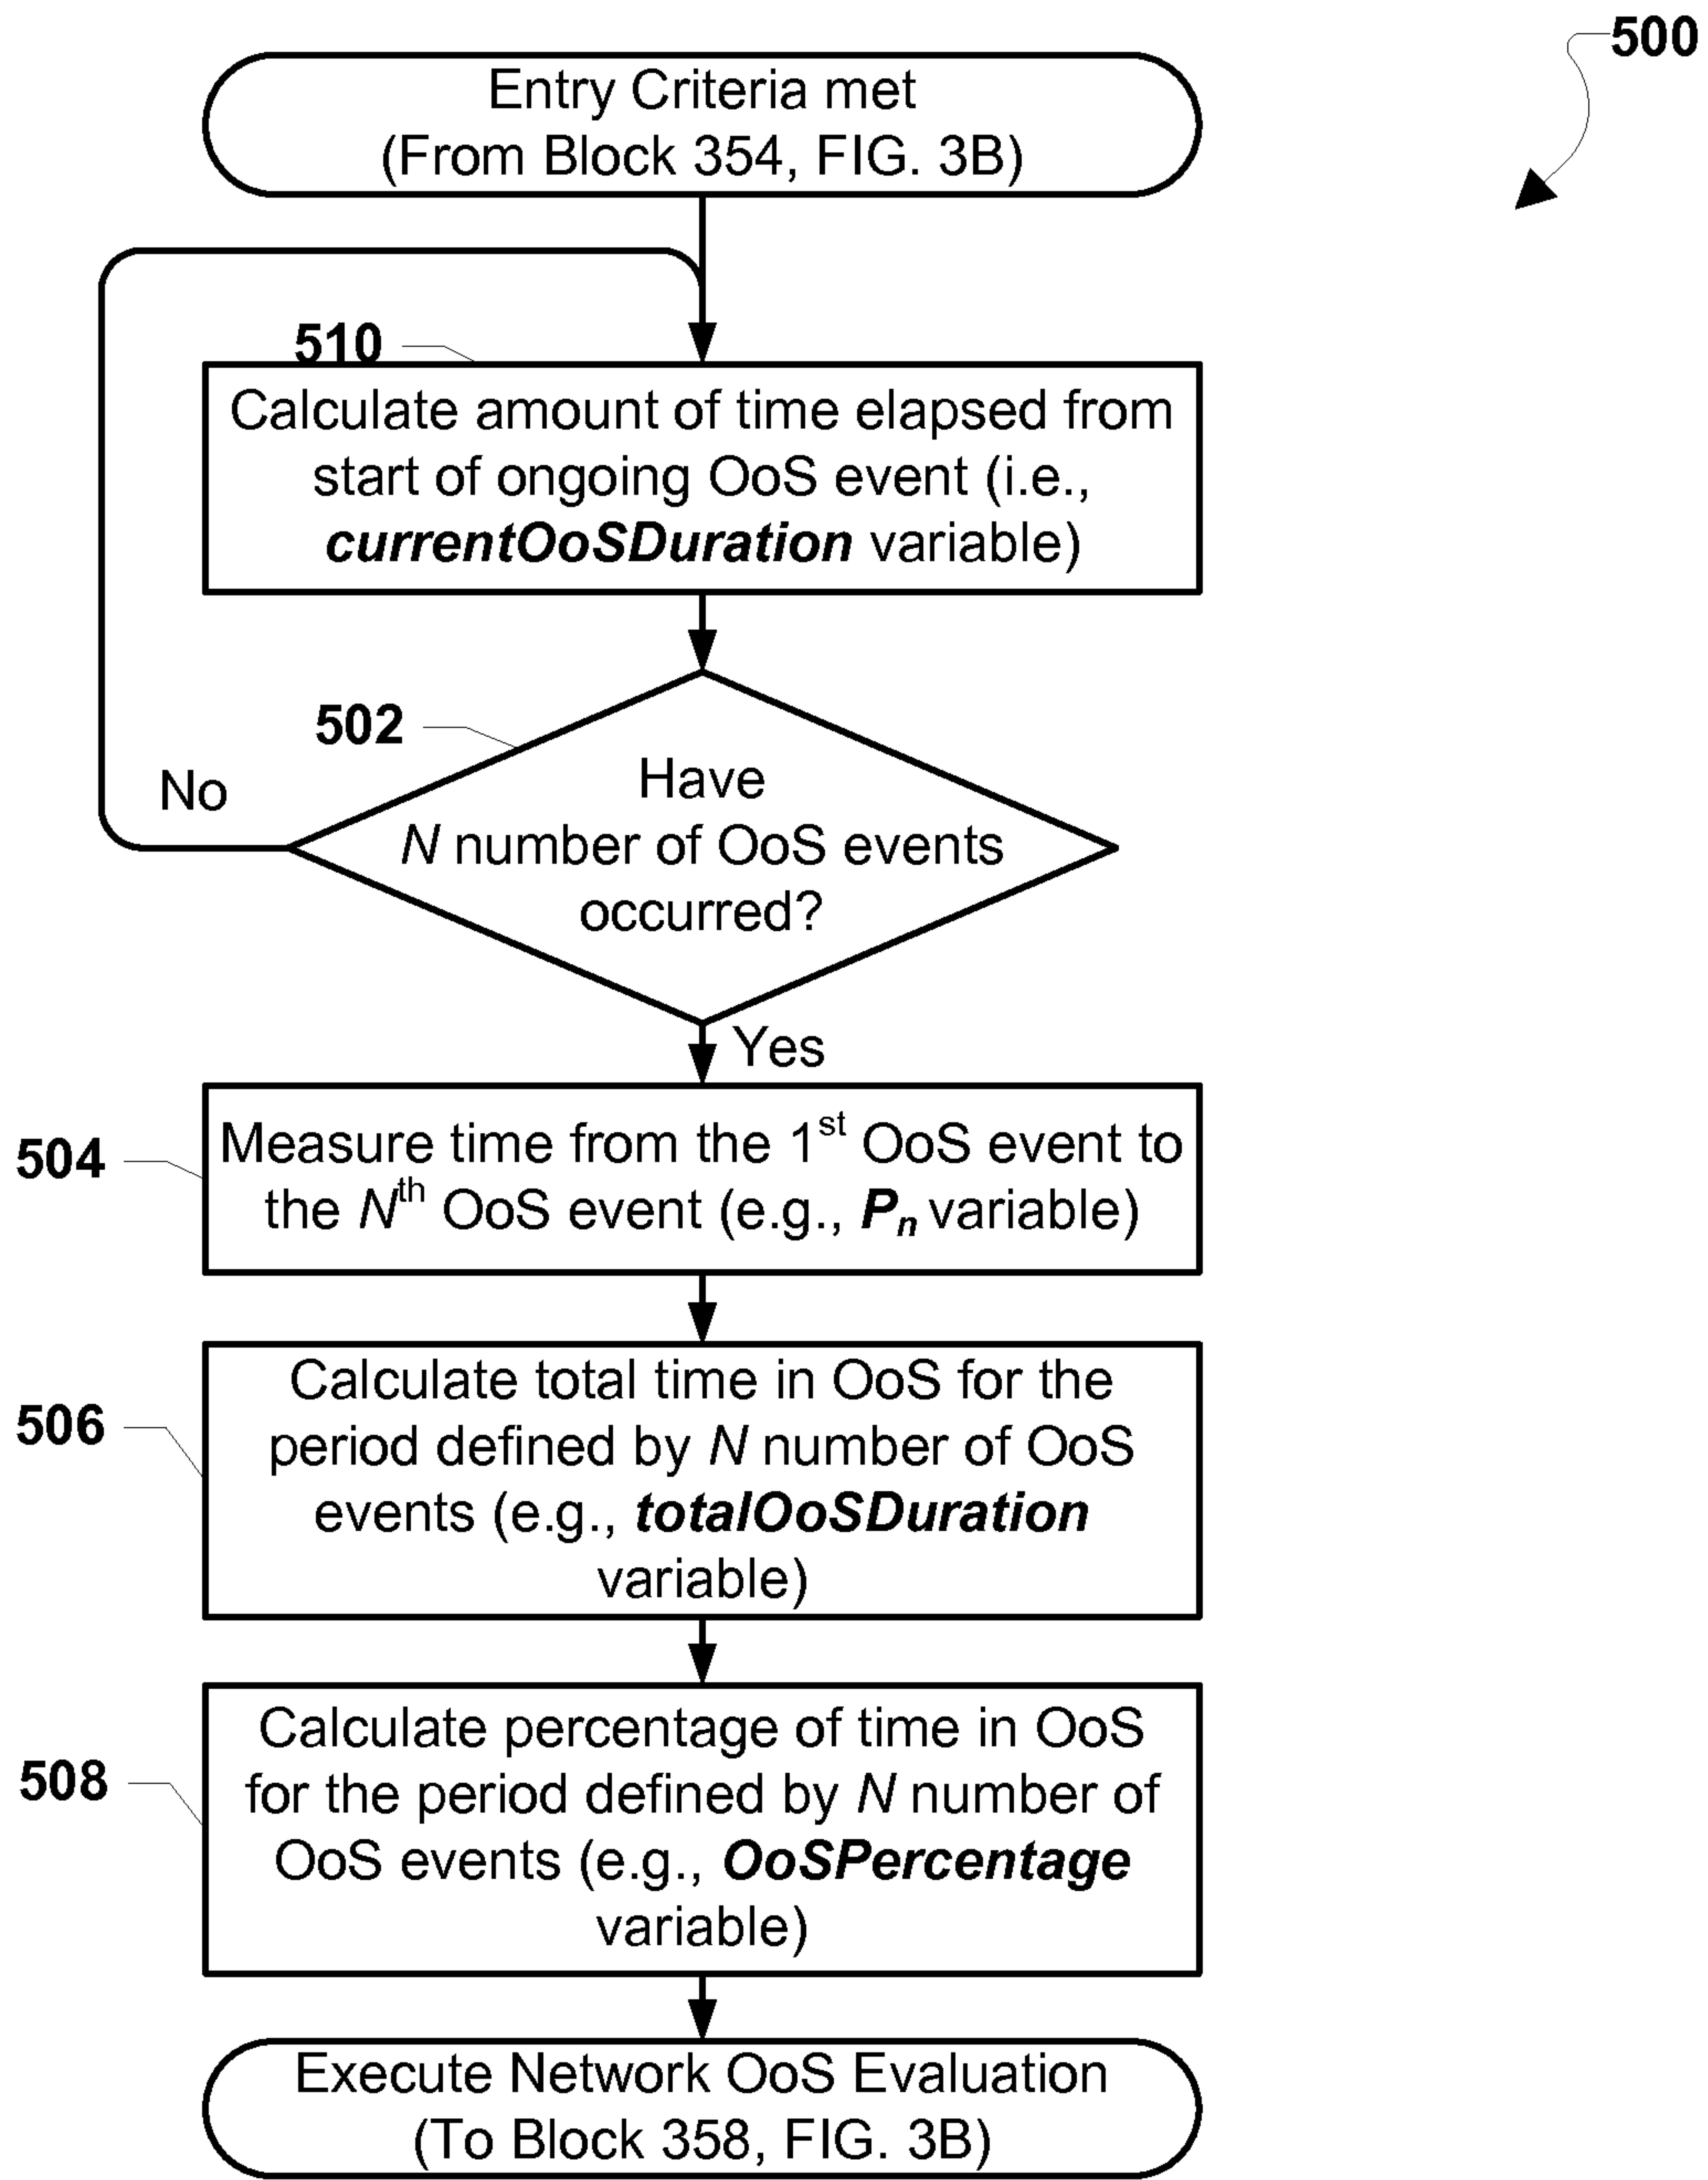 500
Entry Criteria met
(From Block 354, FIG. 3B)
510
Calculate amount of time elapsed from
start of ongoing OoS event (i.e.,
currentOoSDuration variable)
502
Have
N number of OoS events
occurred?
No
Yes
504
Measure time from the 1st OoS event to
the Nth OoS event (e.g., Pn variable)
506
Calculate total time in OoS for the
period defined by N number of OoS
events (e.g., totalOoSDuration
variable)
508
Calculate percentage of time in OoS
for the period defined by N number of
OoS events (e.g., OoSPercentage
variable)
Execute Network OoS Evaluation
(To Block 358, FIG. 3B)